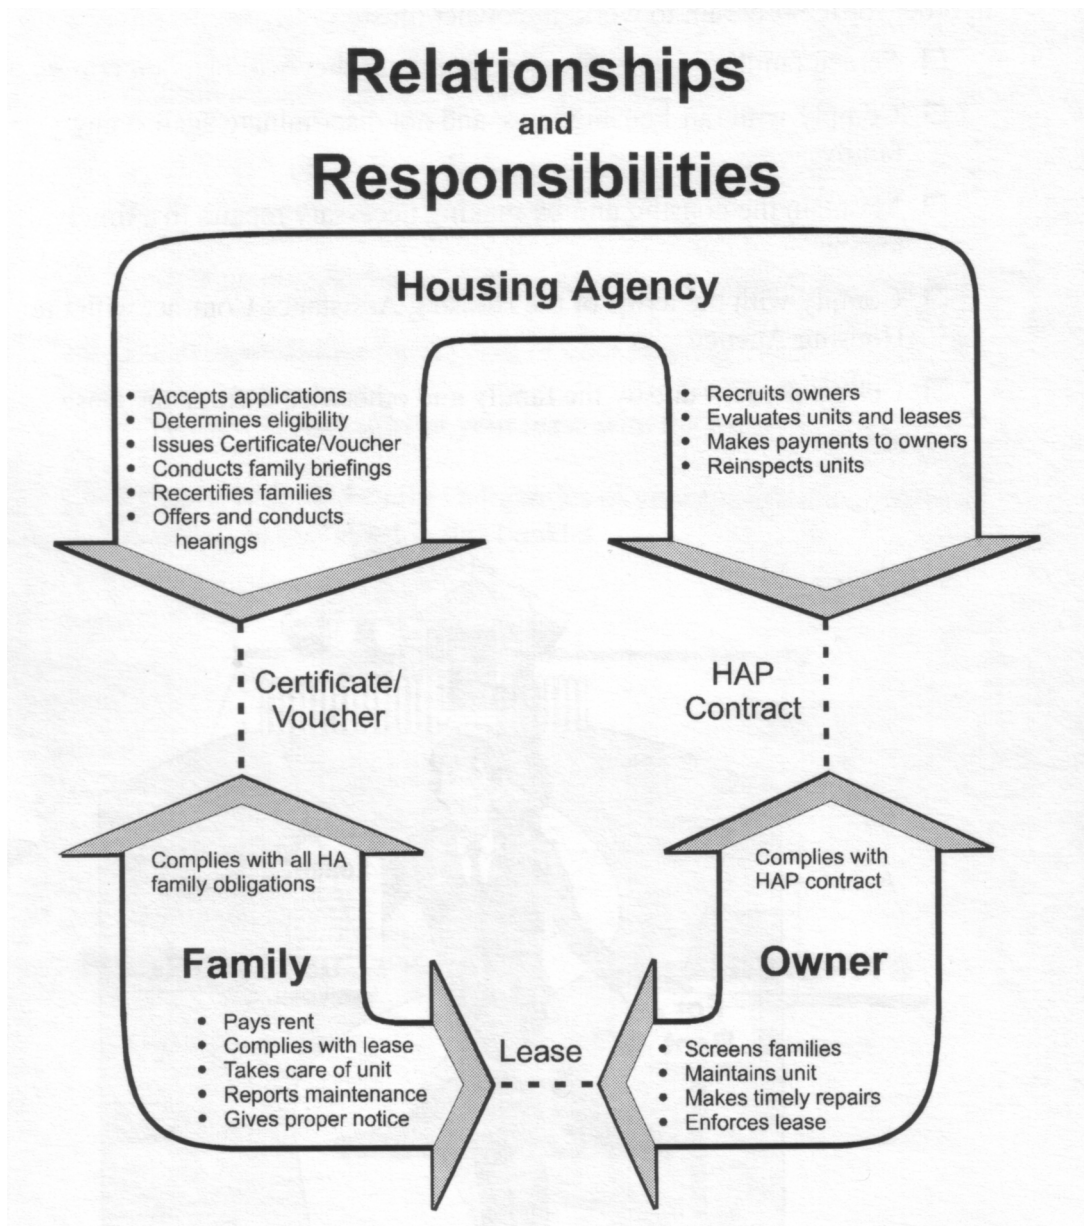 Relationships
and
Responsibilities
Housing Agency
• Accepts applications
• Determines eligibility
• Issues Certificate/Voucher
• Conducts family briefings
• Recertifies families
• Offers and conducts
hearings
• Recruits owners
• Evaluates units and leases
• Makes payments to owners
• Reinspects units
Certificate/
Voucher
HAP
Contract
Complies with all HA
family obligations
Family
• Pays rent
• Complies with lease
• Takes care of unit
• Reports maintenance
• Gives proper notice
Lease
Complies with
HAP contract
Owner
• Screens families
• Maintains unit
• Makes timely repairs
• Enforces lease